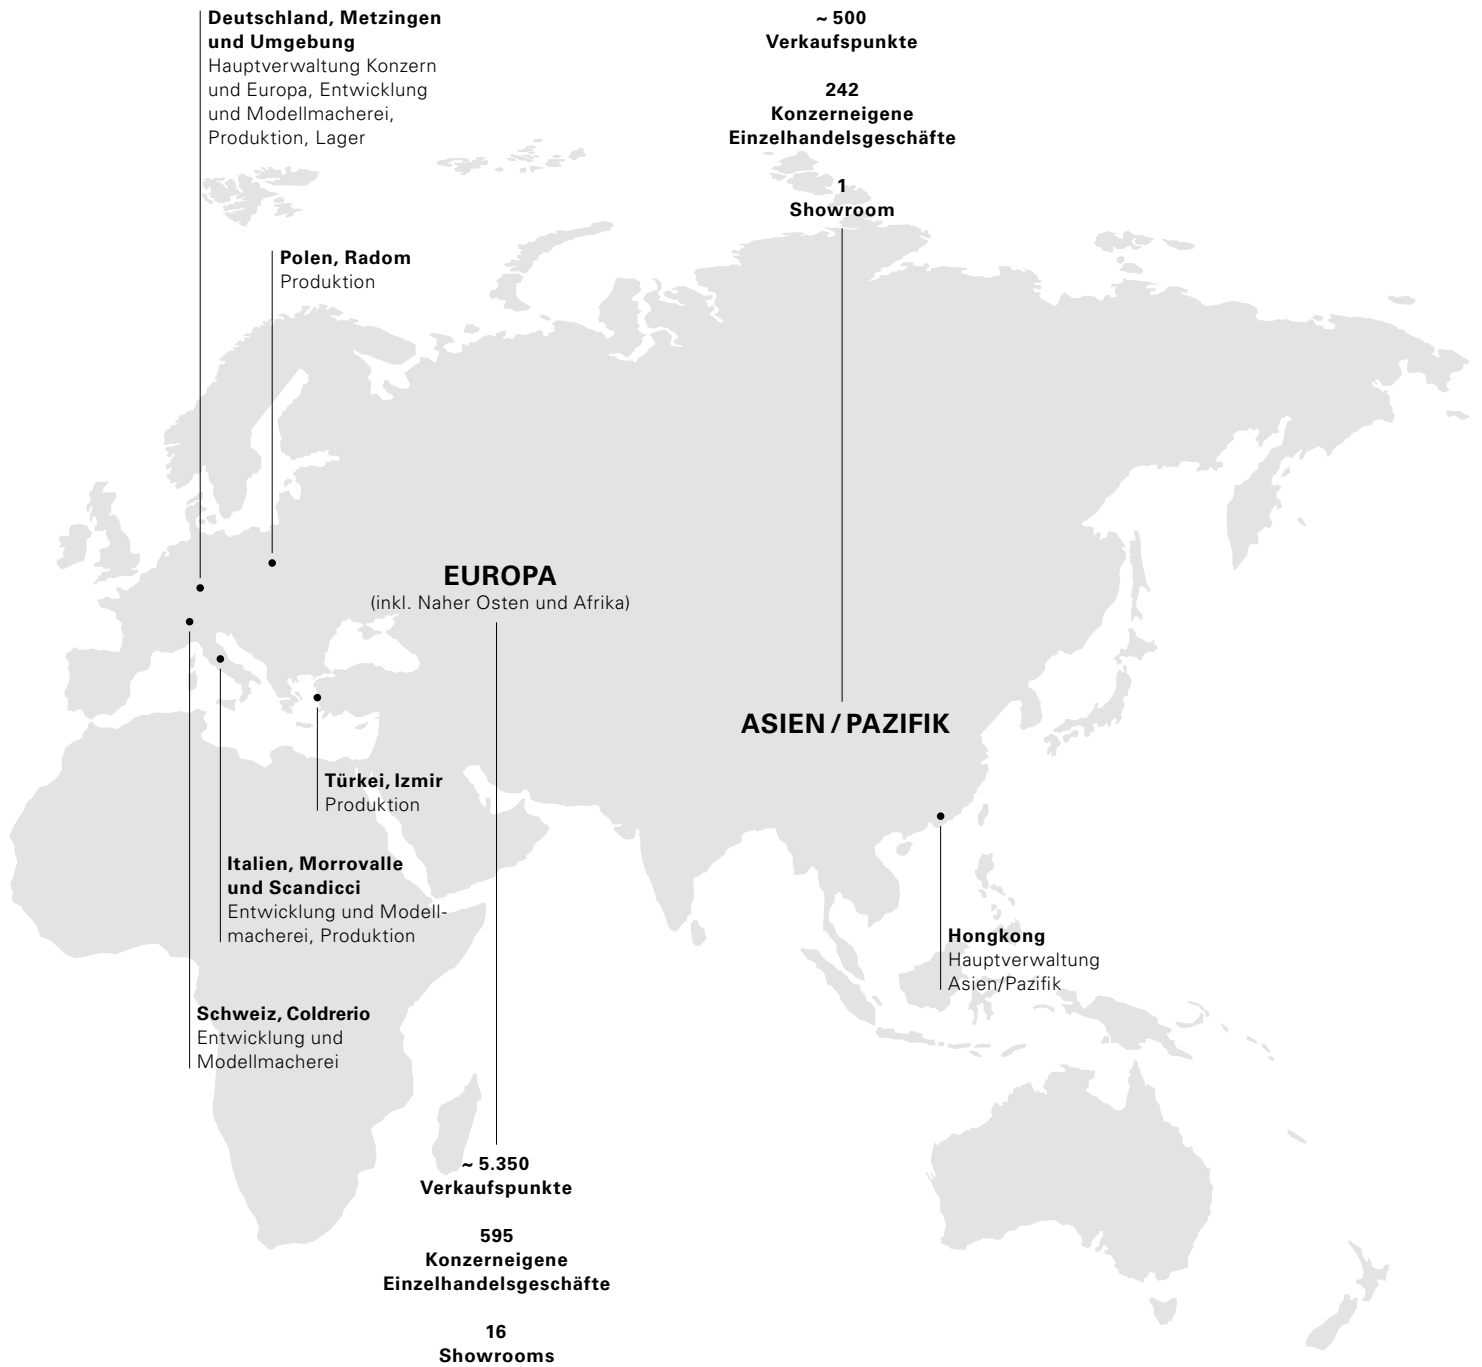 Deutschland, Metzingen
und Umgebung
Hauptverwaltung Konzern
und Europa, Entwicklung
und Modellmacherei,
Produktion, Lager
~ 500
Verkaufspunkte
242
Konzerneigene
Einzelhandelsgeschäfte
1
Showroom
Polen, Radom
Produktion
EUROPA
(inkl. Naher Osten und Afrika)
ASIEN / PAZIFIK
Türkei, Izmir
Produktion
Italien, Morrovalle
und Scandicci
Entwicklung und Modell-
macherei, Produktion
Hongkong
Hauptverwaltung
Asien/Pazifik
Schweiz, Coldrerio
Entwicklung und
Modellmacherei
~ 5.350
Verkaufspunkte
595
Konzerneigene
Einzelhandelsgeschäfte
16
Showrooms